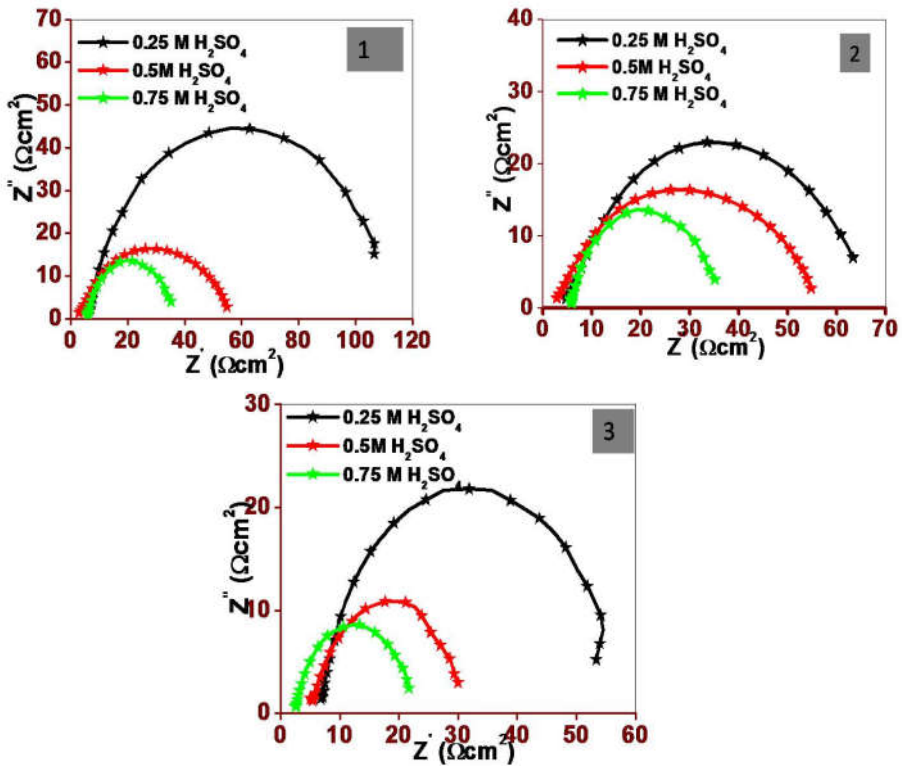 70
60
50
40
30
20
10
0
Z'' (Ωcm²)
0.25 M H₂SO₄
0.5M H₂SO₄
0.75 M H₂SO₄
1
0 20 40 60 80 100 120
Z' (Ωcm²)
40
30
20
10
0
Z'' (Ωcm²)
0.25 M H₂SO₄
0.5M H₂SO₄
0.75 M H₂SO₄
2
0 10 20 30 40 50 60 70
Z' (Ωcm²)
30
20
10
0
Z'' (Ωcm²)
0.25 M H₂SO₄
0.5M H₂SO₄
0.75 M H₂SO₄
3
0 10 20 30 40 50 60
Z' (Ωcm²)